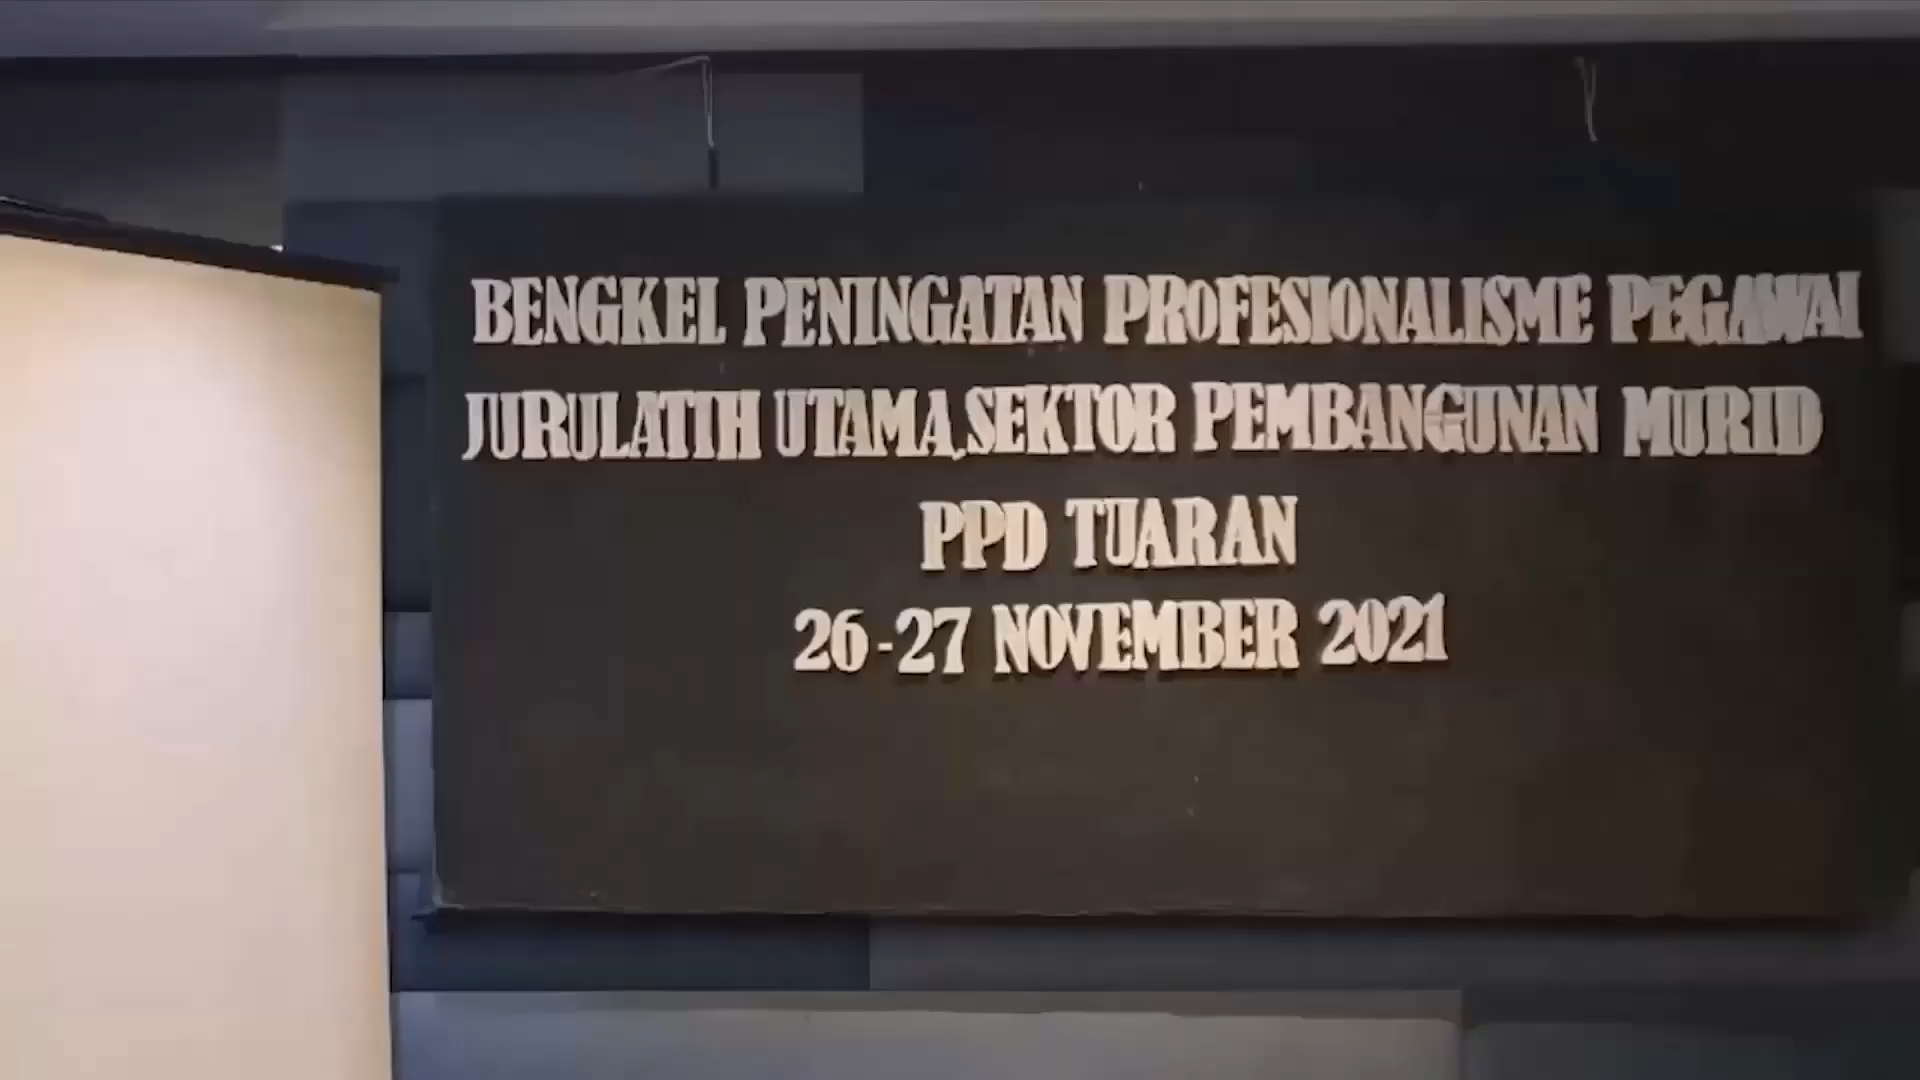 BENGKEL PENINGATAN PROFESIONALISME PEGAWAI
JURULATIH UTAMA,SEKTOR PEMBANGUNAN MURID
PPD TUARAN
26-27 NOVEMBER 2021